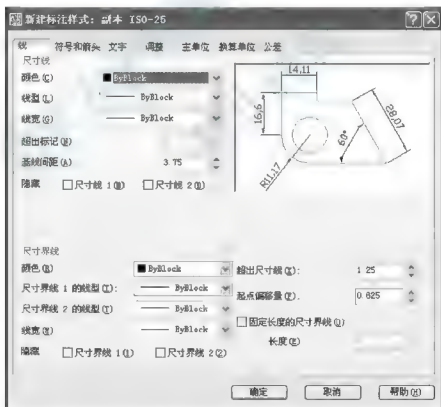 新建标注样式: 副本 ISO-25
线 符号和箭头 文字 调整 主单位 换算单位 公差
尺寸线
颜色(C) ByBlock
线型(L) ByBlock
线宽(G) ByBlock
超出标记(N)
基线间距(A) 3.75
隐藏 尺寸线 1(M) 尺寸线 2(D)
14,11
16,6
28,07
60°
R11,17
尺寸界线
颜色(R) ByBlock 超出尺寸线(X): 1.25
尺寸界线 1 的线型(I): ByBlock 起点偏移量(F). 0.625
尺寸界线 2 的线型(T) ByBlock 固定长度的尺寸界线(O)
线宽(W) ByBlock 长度(E)
隐藏 尺寸界线 1(1) 尺寸界线 2(2)
确定 取消 帮助(H)